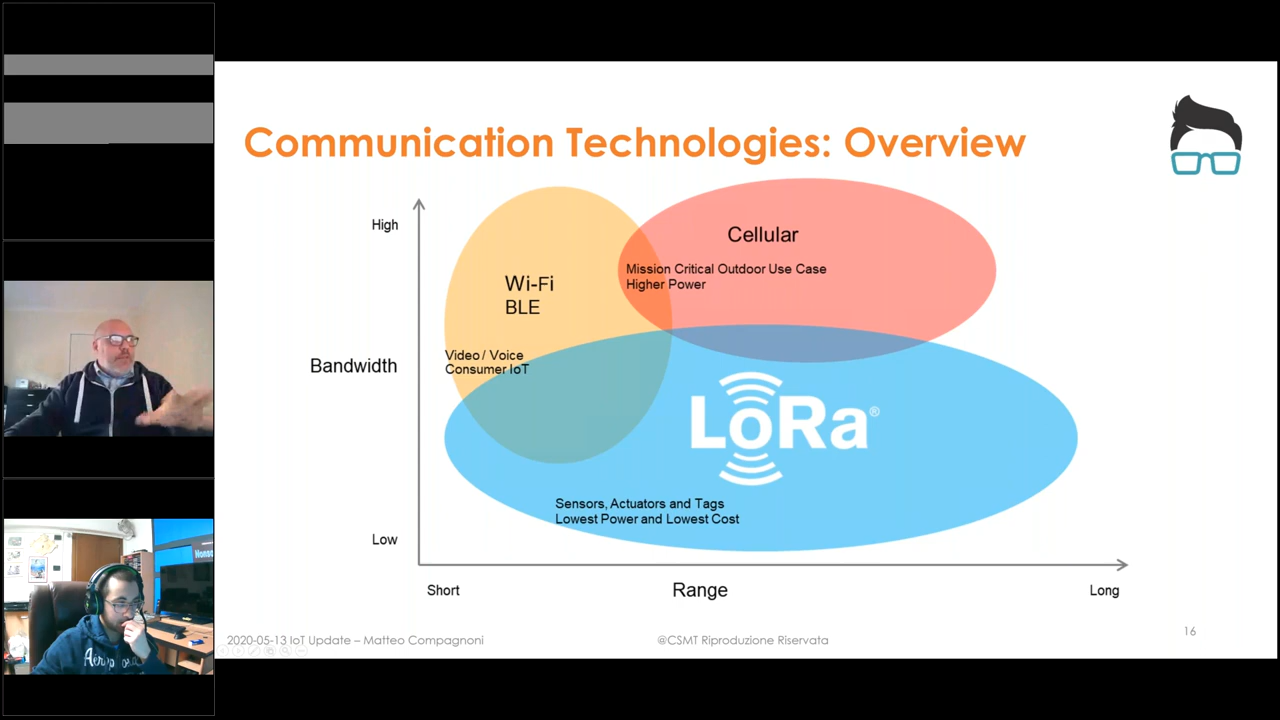 Communication Technologies: Overview
High
Cellular
Mission Critical Outdoor Use Case
Higher Power
Wi-Fi
BLE
Video / Voice
Consumer IoT
Bandwidth
LoRa®
Sensors, Actuators and Tags
Lowest Power and Lowest Cost
Low
Short
Range
Long
2020-05-13 IoT Update – Matteo Compagnoni
@CSMT Riproduzione Riservata
16